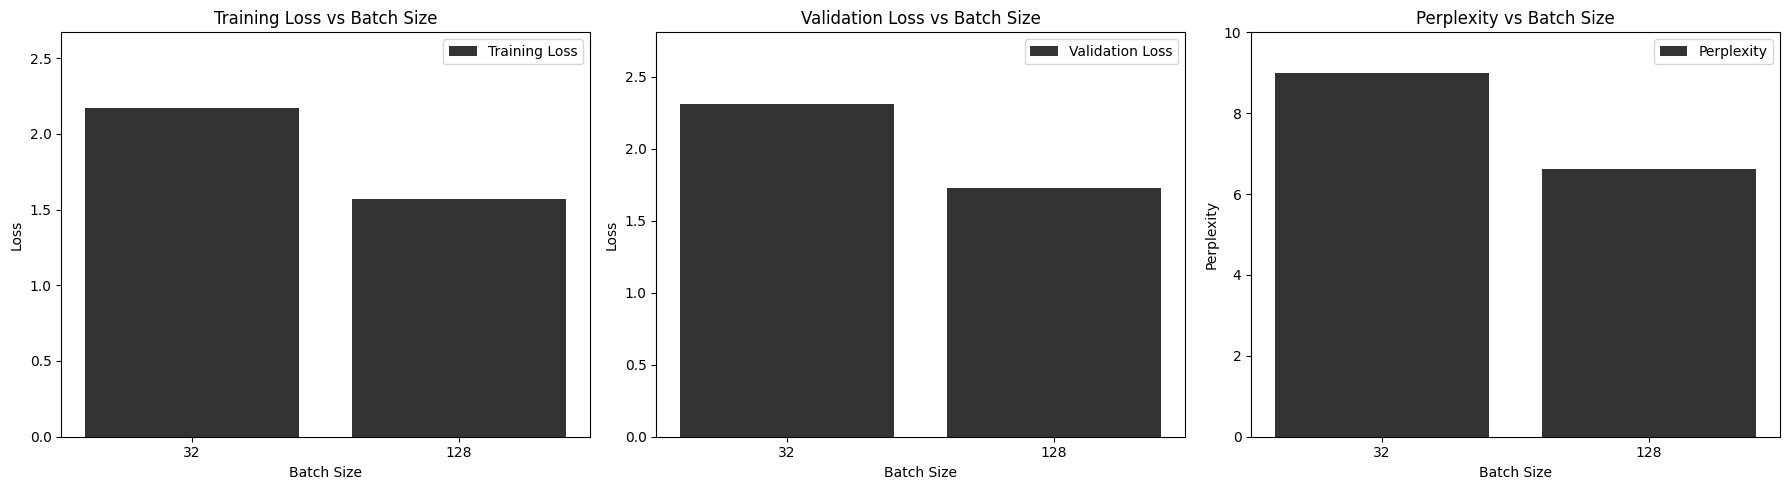 Training Loss vs Batch Size
Training Loss
2.5
2.0
1.5
1.0
0.5
0.0
Loss
32
128
Batch Size
Validation Loss vs Batch Size
Validation Loss
2.5
2.0
1.5
1.0
0.5
0.0
Loss
32
128
Batch Size
Perplexity vs Batch Size
Perplexity
10
8
6
4
2
0
Perplexity
32
128
Batch Size